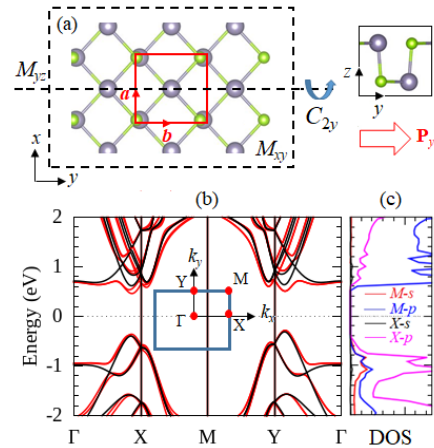 (a)
M_yz
a
b
C_2y
M_xy
x
y
z
y
P_y
(b)
(c)
2
1
0
-1
-2
Energy (eV)
k_y
Y
M
Γ
X
k_x
M-s
M-p
X-s
X-p
Γ
X
M
Y
Γ
DOS